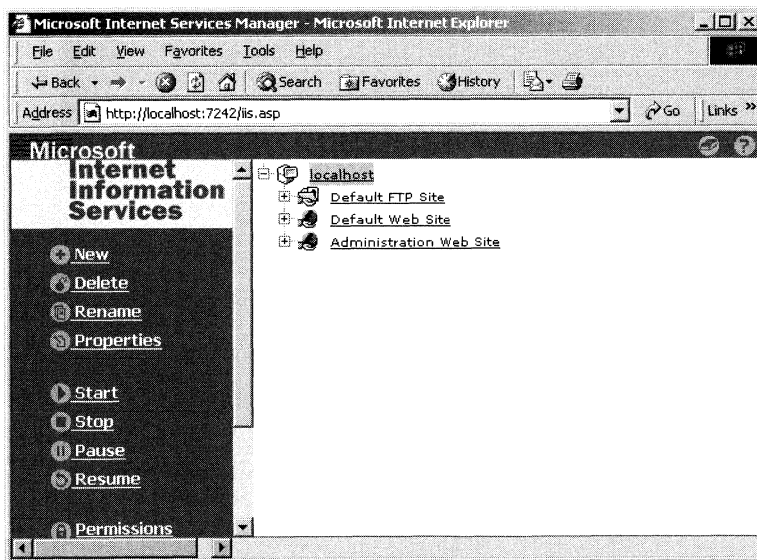 Microsoft Internet Services Manager - Microsoft Internet Explorer
File Edit View Favorites Tools Help
Back Search Favorites History
Address http://localhost:7242/iis.asp Go Links »
Microsoft
Internet
Information
Services
New
Delete
Rename
Properties
Start
Stop
Pause
Resume
Permissions
localhost
Default FTP Site
Default Web Site
Administration Web Site